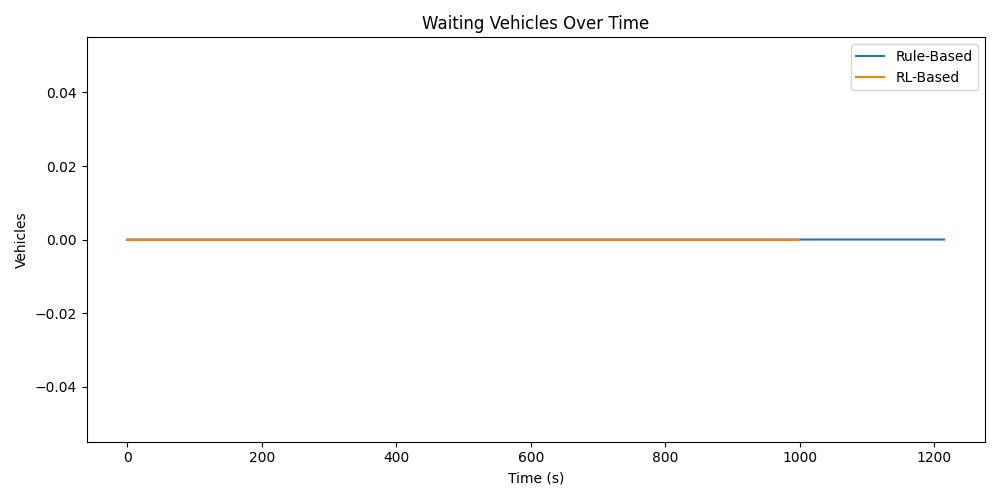 Waiting Vehicles Over Time
Rule-Based
RL-Based
0.04
0.02
0.00
−0.02
−0.04
Vehicles
0 200 400 600 800 1000 1200
Time (s)